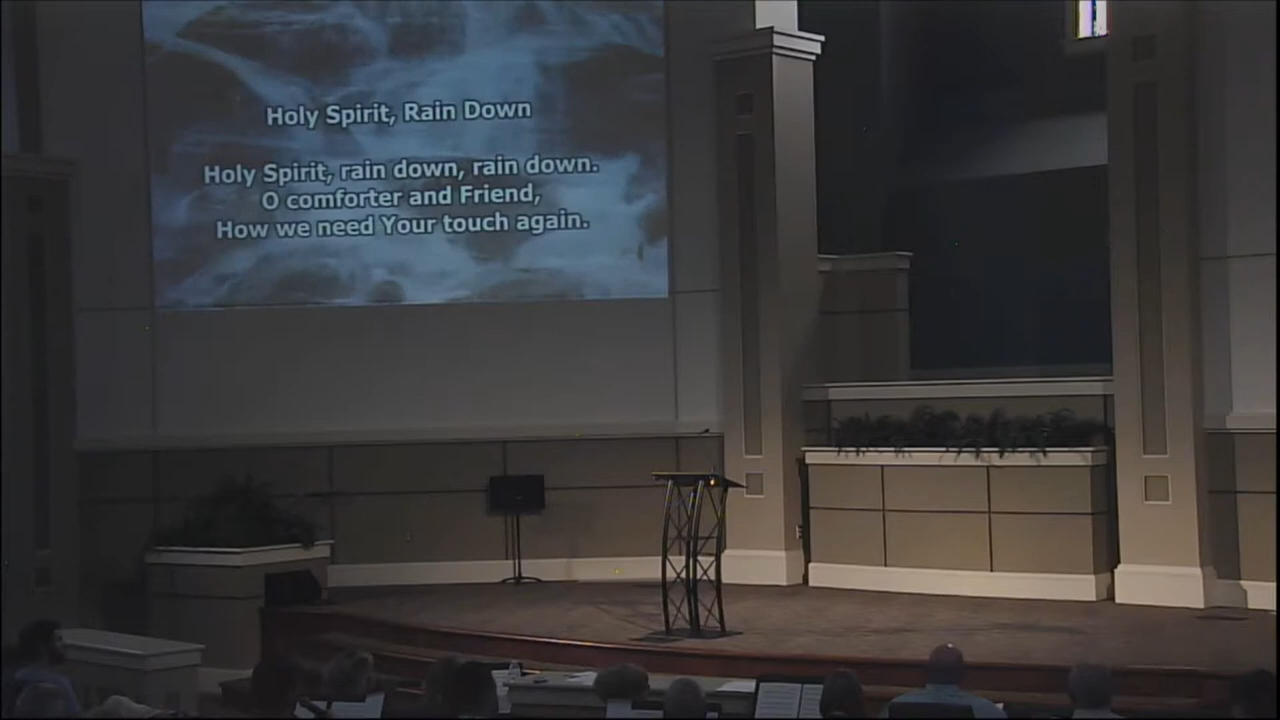 Holy Spirit, Rain Down
Holy Spirit, rain down, rain down.
O comforter and Friend,
How we need Your touch again.